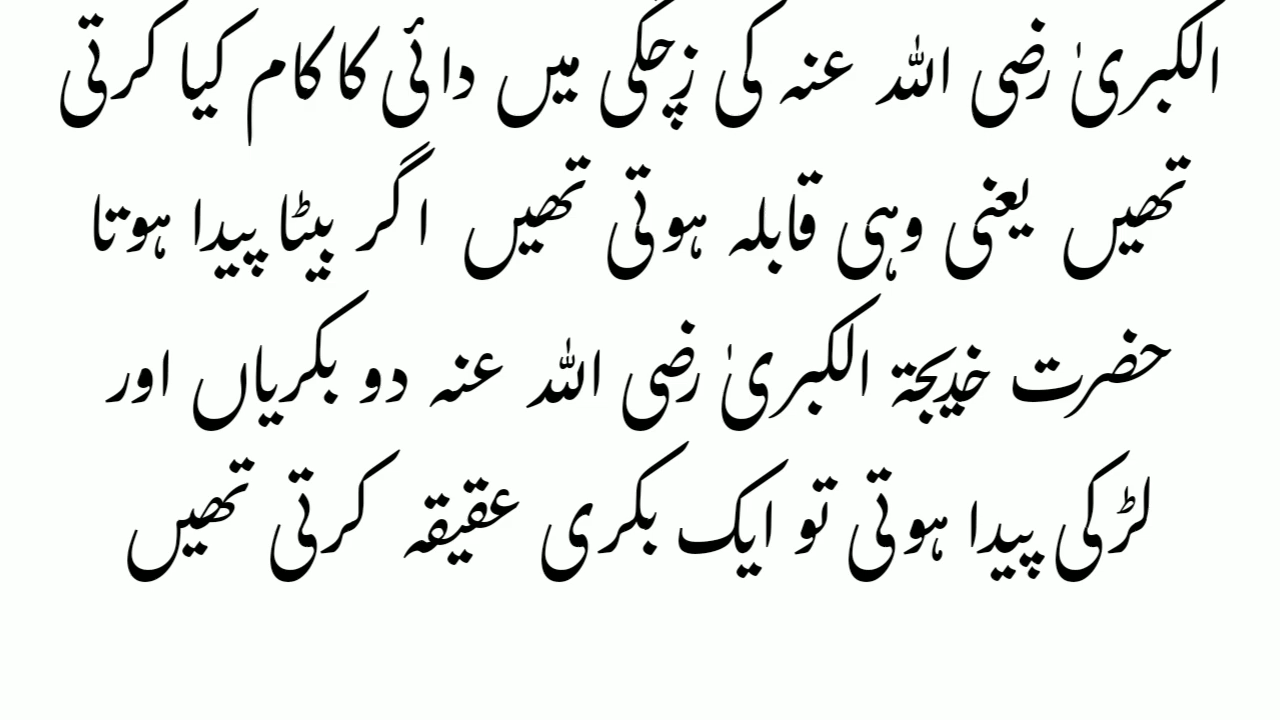 الکبریٰ رضی اللہ عنہ کی زچگی میں دائی کا کام کیا کرتی
تھیں یعنی وہی قابلہ ہوتی تھیں اگر بیٹا پیدا ہوتا
حضرت خدیجۃ الکبریٰ رضی اللہ عنہ دو بکریاں اور
لڑکی پیدا ہوتی تو ایک بکری عقیقہ کرتی تھیں